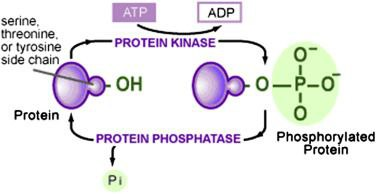 ATP
ADP
serine,
threonine,
or tyrosine
side chain
PROTEIN KINASE
OH
O
P
O⁻
O⁻
O
O
Protein
PROTEIN PHOSPHATASE
Phosphorylated
Protein
Pi